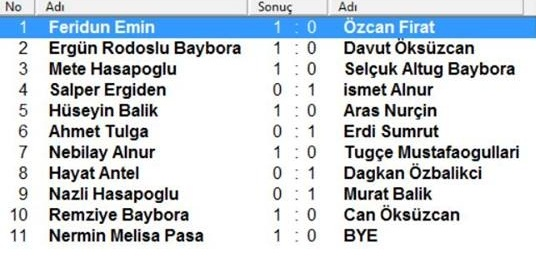 No Adı Sonuç Adı
1 Feridun Emin 1 : 0 Özcan Firat
2 Ergün Rodoslu Baybora 1 : 0 Davut Öksüzcan
3 Mete Hasapoglu 1 : 0 Selçuk Altug Baybora
4 Salper Ergiden 0 : 1 ismet Alnur
5 Hüseyin Balik 1 : 0 Aras Nurçin
6 Ahmet Tulga 0 : 1 Erdi Sumrut
7 Nebilay Alnur 1 : 0 Tugçe Mustafaogullari
8 Hayat Antel 0 : 1 Dagkan Özbalikci
9 Nazli Hasapoglu 0 : 1 Murat Balik
10 Remziye Baybora 1 : 0 Can Öksüzcan
11 Nermin Melisa Pasa 1 : 0 BYE